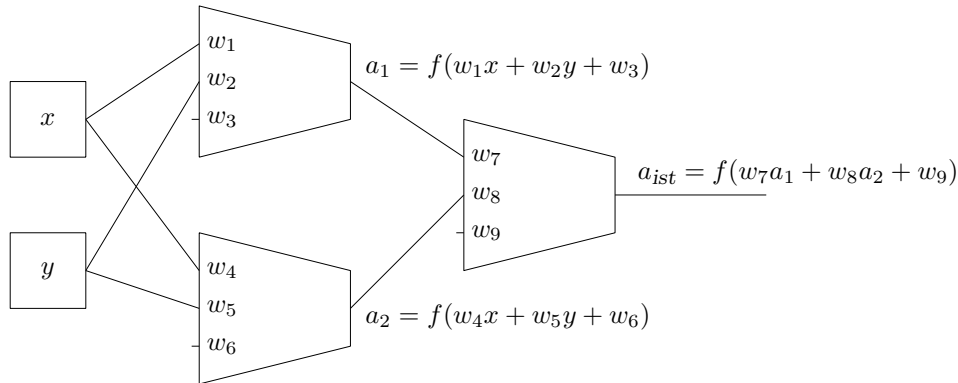 x
y
w₁
w₂
w₃
a₁ = f(w₁x + w₂y + w₃)
w₄
w₅
w₆
a₂ = f(w₄x + w₅y + w₆)
w₇
w₈
w₉
a_ist = f(w₇a₁ + w₈a₂ + w₉)